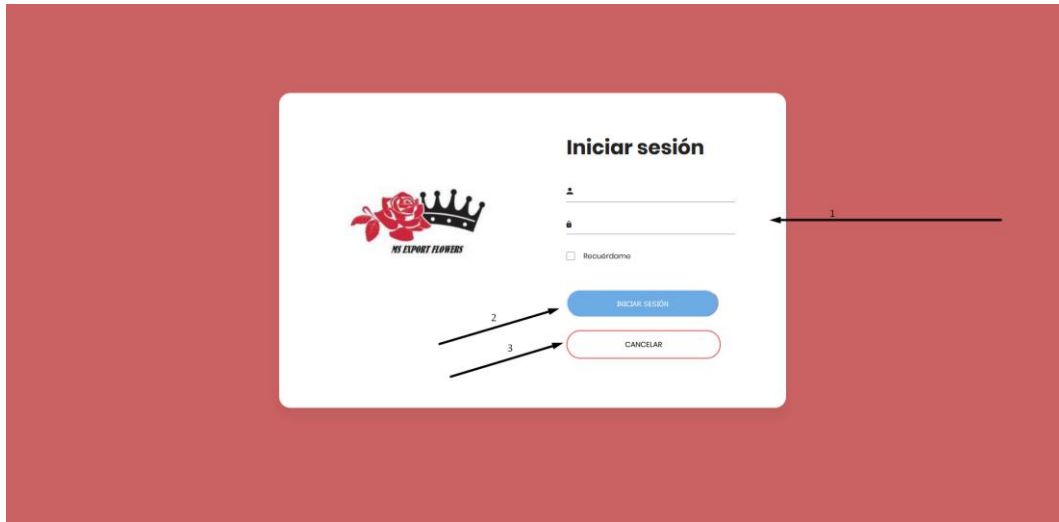 Iniciar sesión
1
MS EXPORT FLOWERS
Recuérdame
INICIAR SESIÓN
2
CANCELAR
3